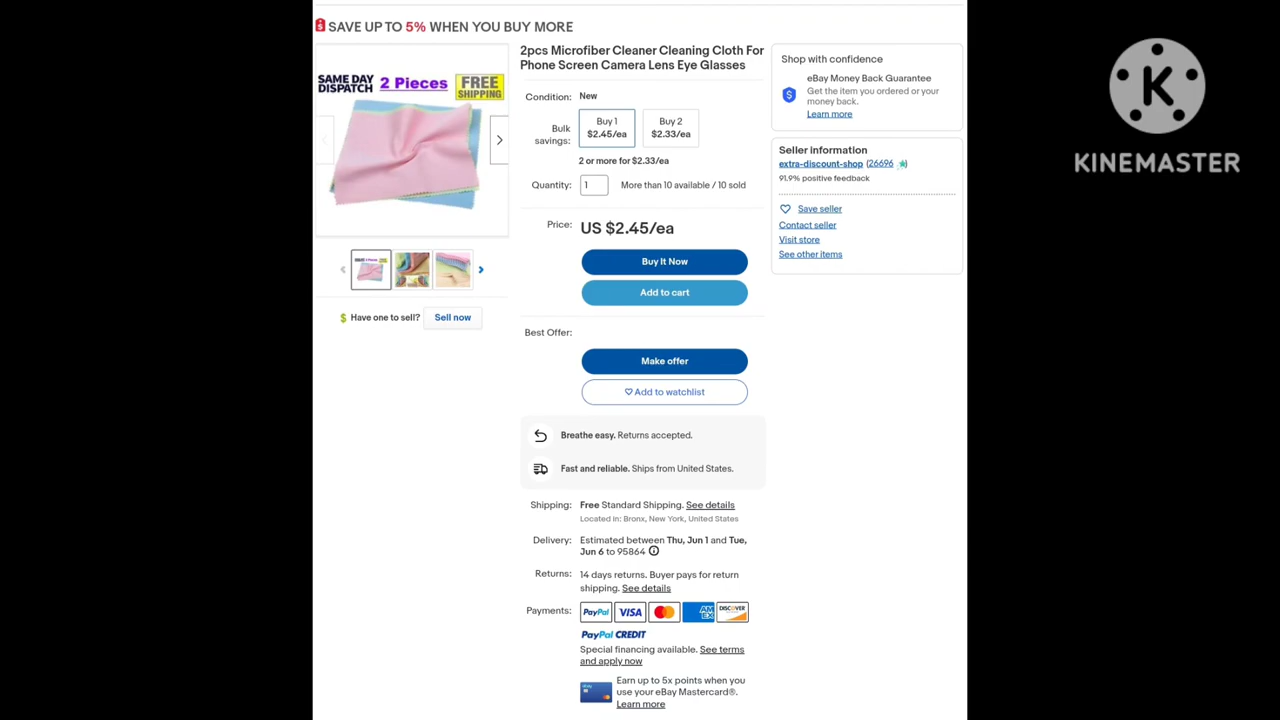 SAVE UP TO 5% WHEN YOU BUY MORE
SAME DAY
DISPATCH
2 Pieces
FREE
SHIPPING
Have one to sell?
Sell now
2pcs Microfiber Cleaner Cleaning Cloth For
Phone Screen Camera Lens Eye Glasses
Condition: New
Bulk
savings:
Buy 1
$2.45/ea
Buy 2
$2.33/ea
2 or more for $2.33/ea
Quantity: 1 More than 10 available / 10 sold
Price: US $2.45/ea
Buy It Now
Add to cart
Best Offer:
Make offer
Add to watchlist
Breathe easy. Returns accepted.
Fast and reliable. Ships from United States.
Shipping: Free Standard Shipping. See details
Located in: Bronx, New York, United States
Delivery: Estimated between Thu, Jun 1 and Tue,
Jun 6 to 95864
Returns: 14 days returns. Buyer pays for return
shipping. See details
Payments: PayPal VISA AMEX DISCOVER
PayPal CREDIT
Special financing available. See terms
and apply now
Earn up to 5x points when you
use your eBay Mastercard®.
Learn more
Shop with confidence
eBay Money Back Guarantee
Get the item you ordered or your
money back.
Learn more
Seller information
extra-discount-shop (26696)
91.9% positive feedback
Save seller
Contact seller
Visit store
See other items
K
KINEMASTER